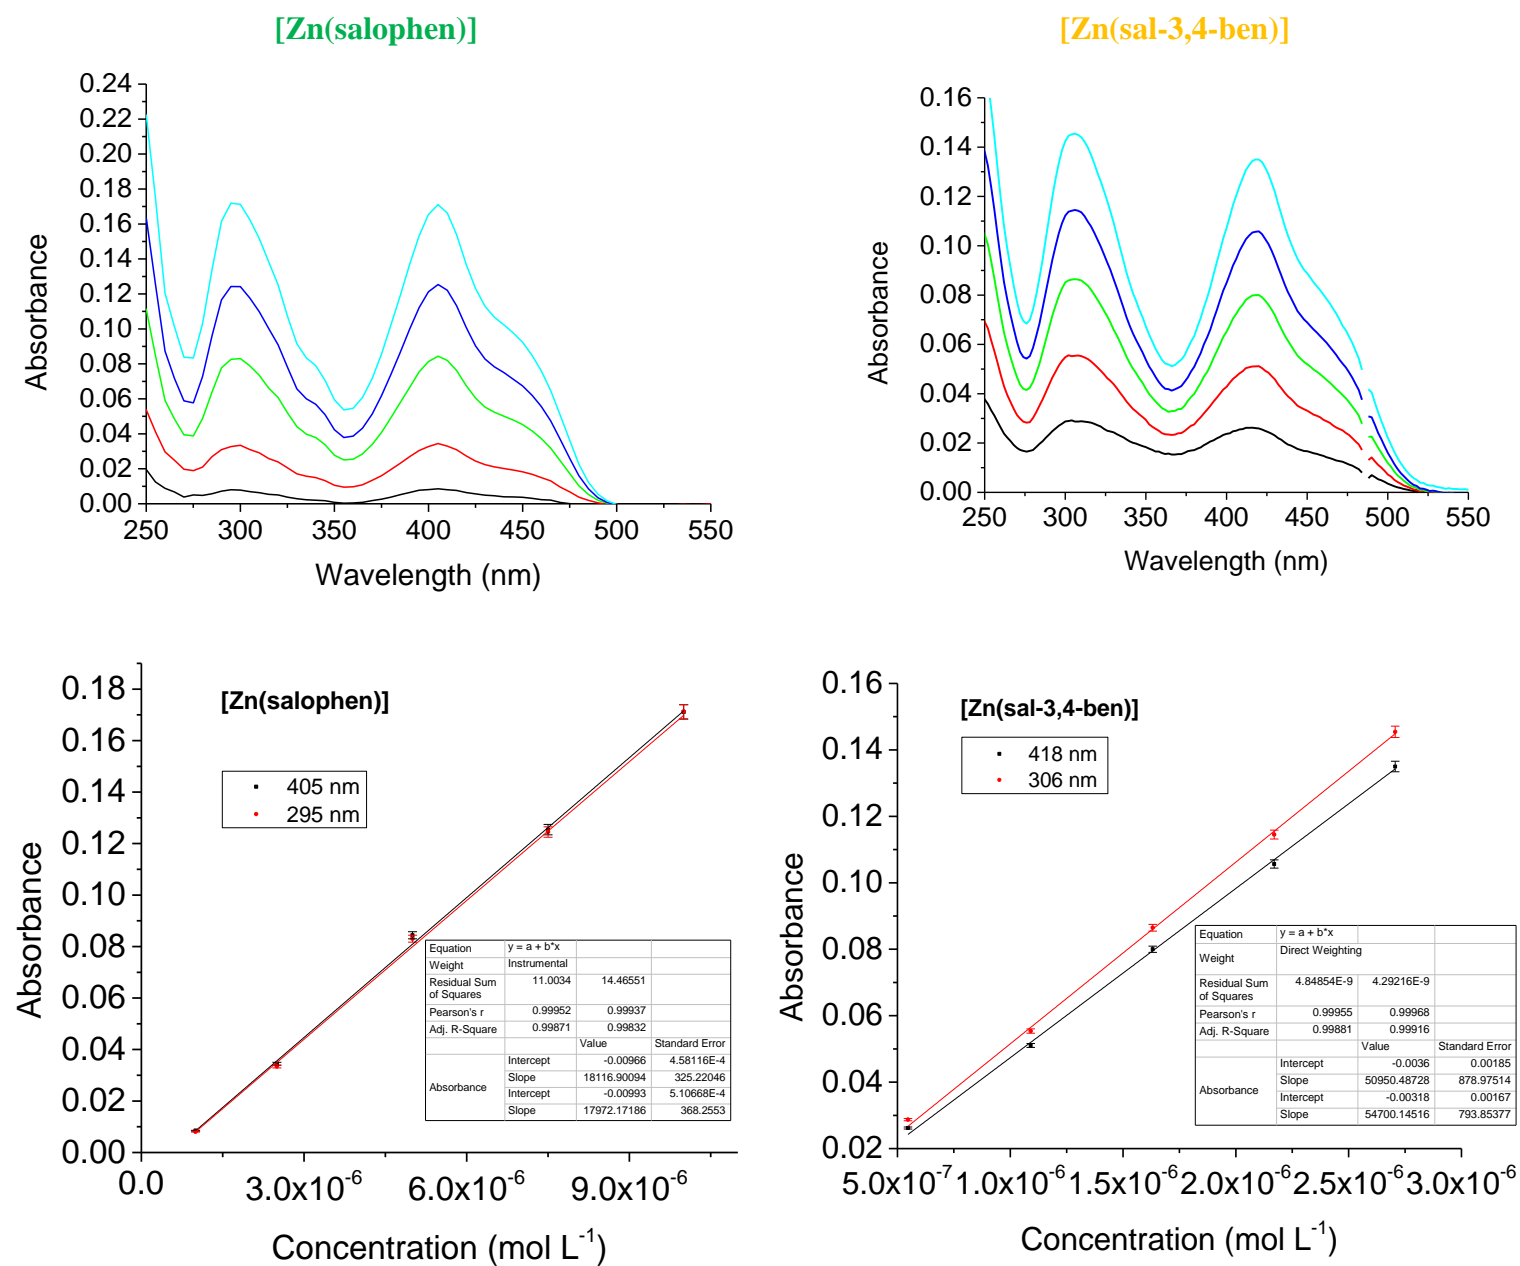 [Zn(salophen)]
[Zn(sal-3,4-ben)]
0.24
0.22
0.20
0.18
0.16
0.14
0.12
0.10
0.08
0.06
0.04
0.02
0.00
250 300 350 400 450 500 550
Absorbance
Wavelength (nm)
0.16
0.14
0.12
0.10
0.08
0.06
0.04
0.02
0.00
250 300 350 400 450 500 550
Absorbance
Wavelength (nm)
[Zn(salophen)]
405 nm
295 nm
0.18
0.16
0.14
0.12
0.10
0.08
0.06
0.04
0.02
0.00
0.0 3.0x10^-6 6.0x10^-6 9.0x10^-6
Absorbance
Concentration (mol L^-1)
Equation y = a + b*x
Weight Instrumental
Residual Sum of Squares 11.0034 14.46551
Pearson's r 0.99952 0.99937
Adj. R-Square 0.99871 0.99832
Value Standard Error
Absorbance
Intercept -0.00966 4.58116E-4
Slope 18116.90094 325.22046
Intercept -0.00993 5.10668E-4
Slope 17972.17186 368.2553
[Zn(sal-3,4-ben)]
418 nm
306 nm
0.16
0.14
0.12
0.10
0.08
0.06
0.04
0.02
5.0x10^-7 1.0x10^-6 1.5x10^-6 2.0x10^-6 2.5x10^-6 3.0x10^-6
Absorbance
Concentration (mol L^-1)
Equation y = a + b*x
Weight Direct Weighting
Residual Sum of Squares 4.84854E-9 4.29216E-9
Pearson's r 0.99955 0.99968
Adj. R-Square 0.99881 0.99916
Value Standard Error
Absorbance
Intercept -0.0036 0.00185
Slope 50950.48728 878.97514
Intercept -0.00318 0.00167
Slope 54700.14516 793.85377